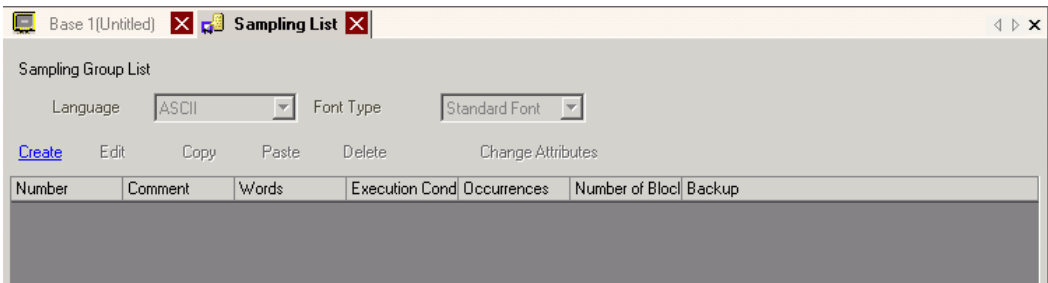 Base 1(Untitled) Sampling List
Sampling Group List
Language ASCII Font Type Standard Font
Create Edit Copy Paste Delete Change Attributes
Number Comment Words Execution Cond Occurrences Number of Blocl Backup